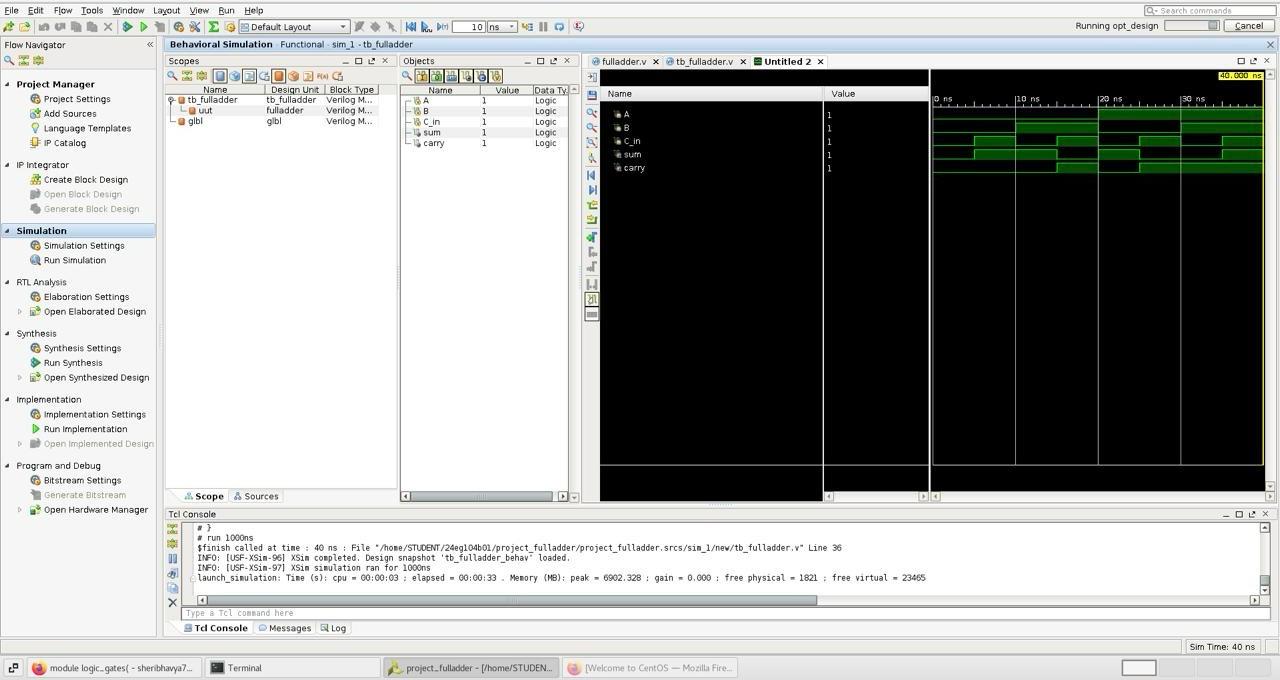 File Edit Flow Tools Window Layout View Run Help
Search commands
Default Layout
10 ns
Running opt_design
Cancel
Flow Navigator
Project Manager
Project Settings
Add Sources
Language Templates
IP Catalog
IP Integrator
Create Block Design
Open Block Design
Generate Block Design
Simulation
Simulation Settings
Run Simulation
RTL Analysis
Elaboration Settings
Open Elaborated Design
Synthesis
Synthesis Settings
Run Synthesis
Open Synthesized Design
Implementation
Implementation Settings
Run Implementation
Open Implemented Design
Program and Debug
Bitstream Settings
Generate Bitstream
Open Hardware Manager
Behavioral Simulation - Functional - sim_1 - tb_fulladder
Scopes
Name Design Unit Block Type
tb_fulladder tb_fulladder Verilog M...
uut fulladder Verilog M...
glbl glbl Verilog M...
Scope Sources
Objects
Name Value Data Ty.
A 1 Logic
B 1 Logic
C_in 1 Logic
sum 1 Logic
carry 1 Logic
fulladder.v tb_fulladder.v Untitled 2
40.000 ns
Name Value
0 ns 10 ns 20 ns 30 ns
A 1
B 1
C_in 1
sum 1
carry 1
Tcl Console
# }
# run 1000ns
$finish called at time : 40 ns : File "/home/STUDENT/24eg104b01/project_fulladder/project_fulladder.srcs/sim_1/new/tb_fulladder.v" Line 36
INFO: [USF-XSim-96] XSim completed. Design snapshot 'tb_fulladder_behav' loaded.
INFO: [USF-XSim-97] XSim simulation ran for 1000ns
launch_simulation: Time (s): cpu = 00:00:03 ; elapsed = 00:00:33 . Memory (MB): peak = 6902.328 ; gain = 0.000 ; free physical = 1821 ; free virtual = 23465
Type a Tcl command here
Tcl Console Messages Log
Sim Time: 40 ns
module logic_gates( - sheribhavya7...
Terminal
project_fulladder - [/home/STUDEN...
[Welcome to CentOS — Mozilla Fire...